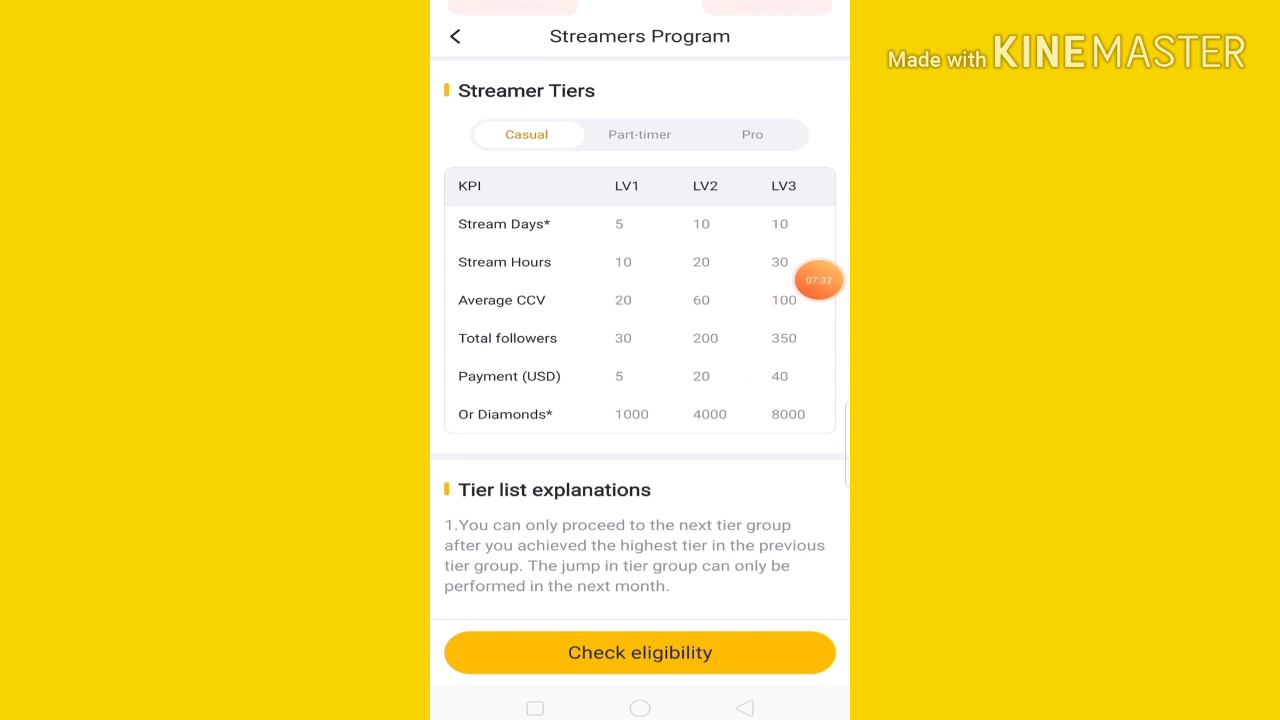 Streamers Program
Made with KINEMASTER
Streamer Tiers
Casual Part-timer Pro
KPI LV1 LV2 LV3
Stream Days* 5 10 10
Stream Hours 10 20 30
07:32
Average CCV 20 60 100
Total followers 30 200 350
Payment (USD) 5 20 40
Or Diamonds* 1000 4000 8000
Tier list explanations
1.You can only proceed to the next tier group
after you achieved the highest tier in the previous
tier group. The jump in tier group can only be
performed in the next month.
Check eligibility